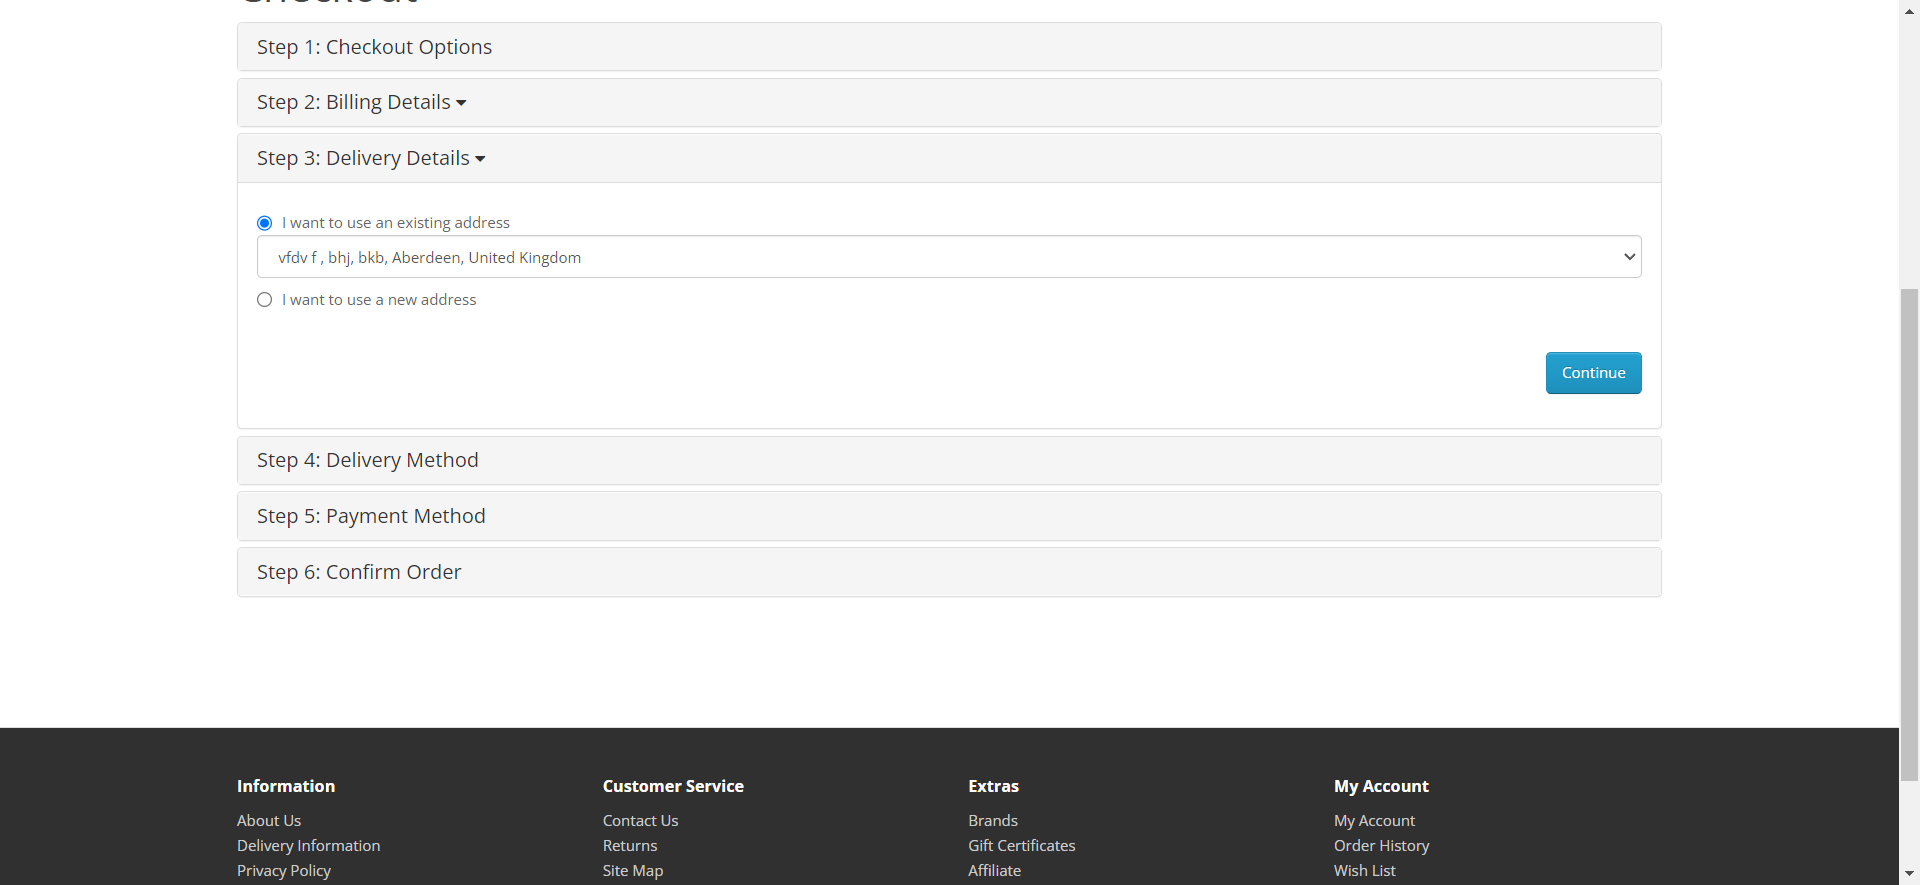 Checkout
Step 1: Checkout Options
Step 2: Billing Details
Step 3: Delivery Details
I want to use an existing address
vfdv f , bhj, bkb, Aberdeen, United Kingdom
I want to use a new address
Continue
Step 4: Delivery Method
Step 5: Payment Method
Step 6: Confirm Order
Information
About Us
Delivery Information
Privacy Policy
Customer Service
Contact Us
Returns
Site Map
Extras
Brands
Gift Certificates
Affiliate
My Account
My Account
Order History
Wish List